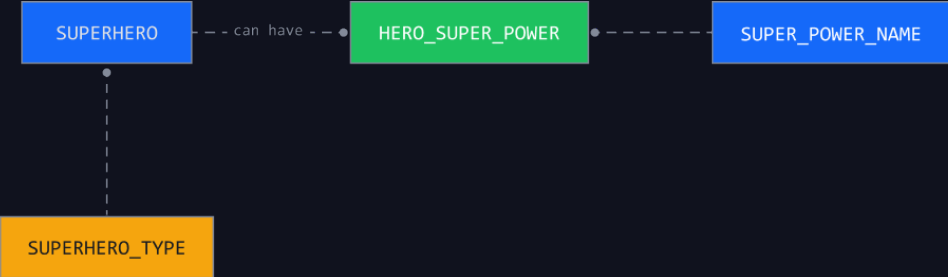 SUPERHERO
can have
HERO_SUPER_POWER
SUPER_POWER_NAME
SUPERHERO_TYPE